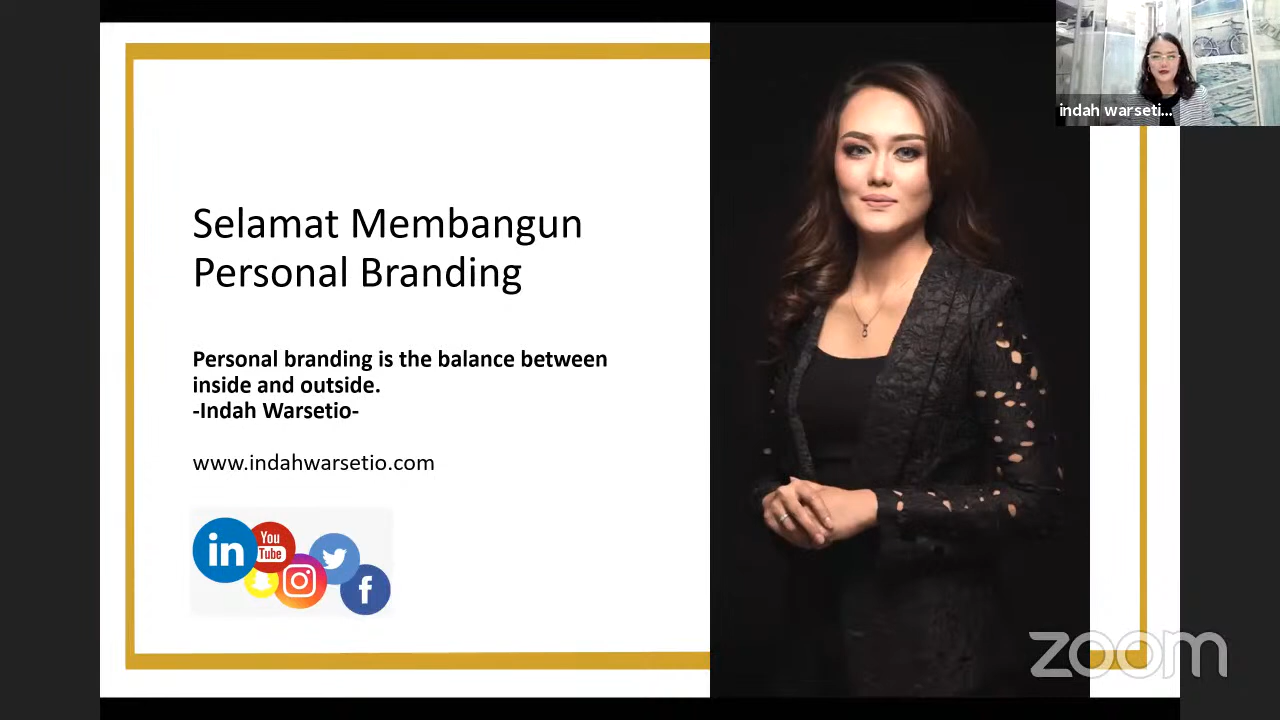 indah warseti...
Selamat Membangun
Personal Branding
Personal branding is the balance between
inside and outside.
-Indah Warsetio-
www.indahwarsetio.com
in
You
Tube
f
zoom